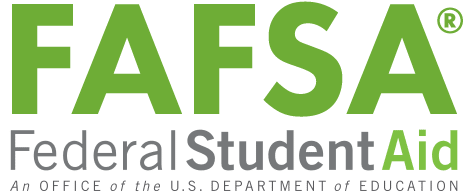 FAFSA®
Federal Student Aid
An OFFICE of the U.S. DEPARTMENT of EDUCATION